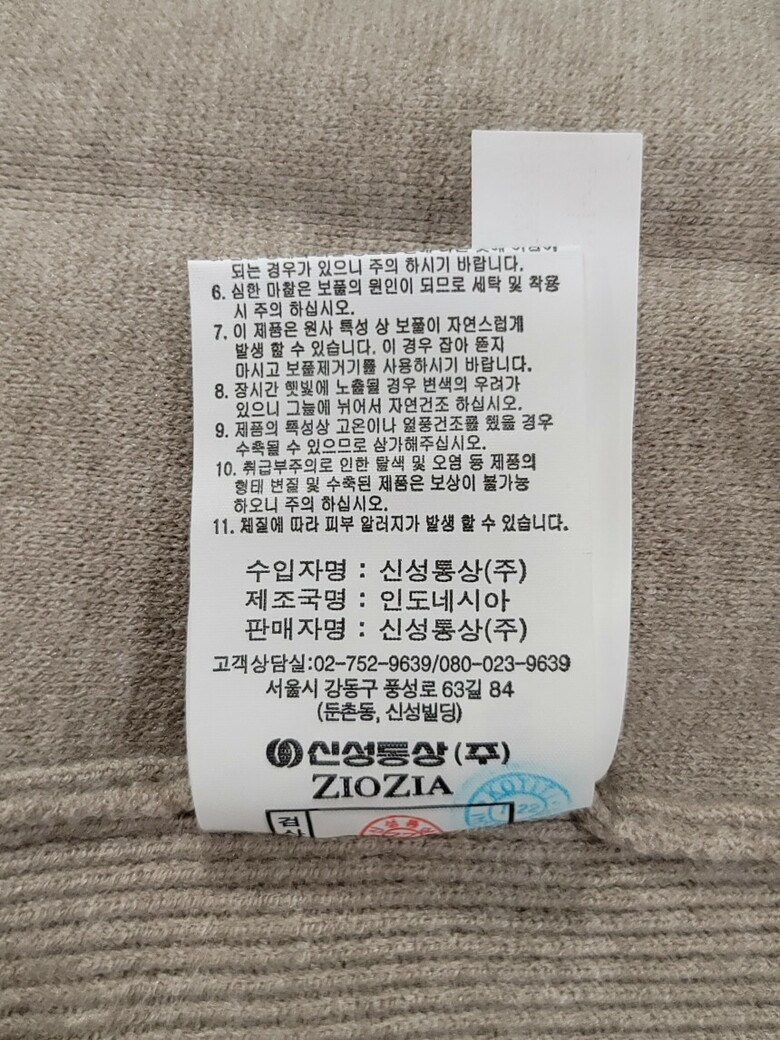 되는 경우가 있으니 주의 하시기 바랍니다.
6. 심한 마찰은 보풀의 원인이 되므로 세탁 및 착용
시 주의 하십시오.
7. 이 제품은 원사 특성 상 보풀이 자연스럽게
발생 할 수 있습니다. 이 경우 잡아 뜯지
마시고 보풀제거기를 사용하시기 바랍니다.
8. 장시간 햇빛에 노출될 경우 변색의 우려가
있으니 그늘에 뉘어서 자연건조 하십시오.
9. 제품의 특성상 고온이나 열풍건조를 했을 경우
수축될 수 있으므로 삼가해주십시오.
10. 취급부주의로 인한 탈색 및 오염 등 제품의
형태 변질 및 수축된 제품은 보상이 불가능
하오니 주의 하십시오.
11. 체질에 따라 피부 알러지가 발생 할 수 있습니다.
수입자명 : 신성통상(주)
제조국명 : 인도네시아
판매자명 : 신성통상(주)
고객상담실:02-752-9639/080-023-9639
서울시 강동구 풍성로 63길 84
(둔촌동, 신성빌딩)
신성통상(주)
ZIOZIA
KOTITI
22
검